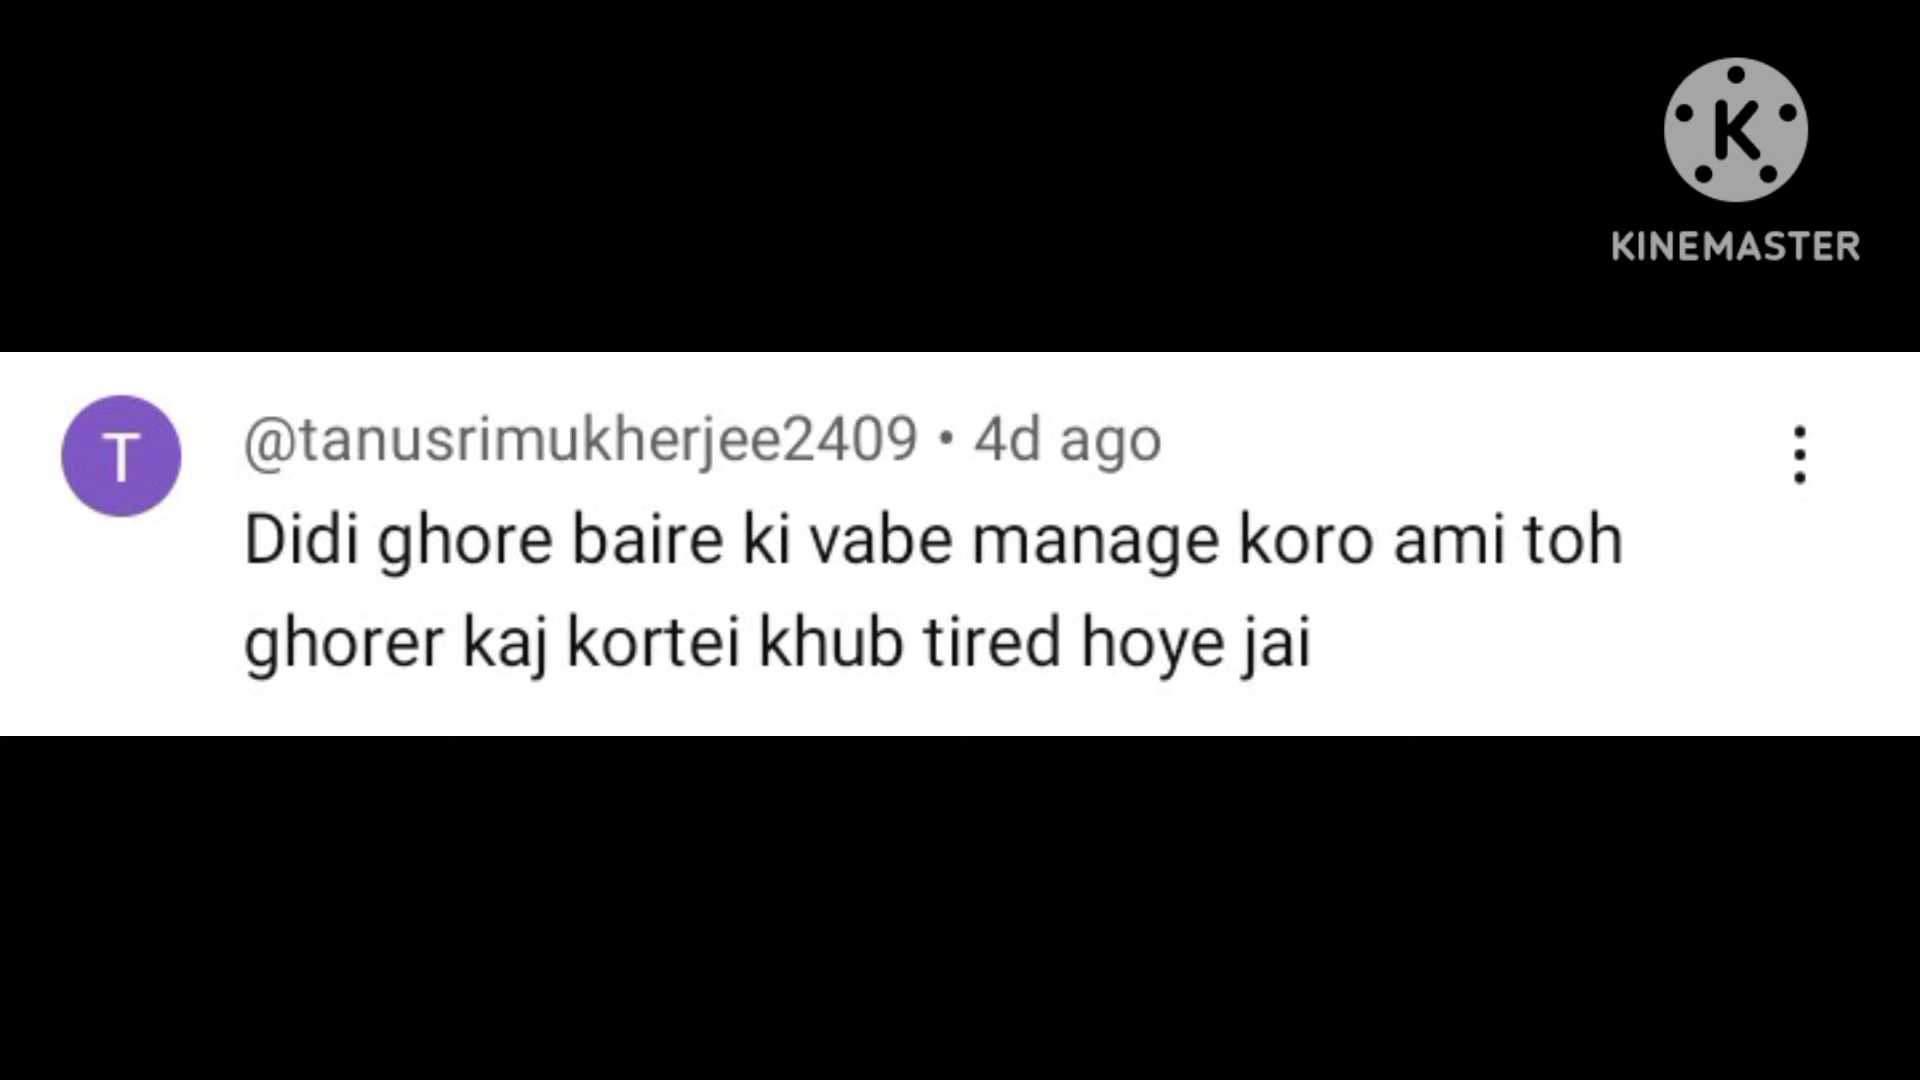 KINEMASTER
T
@tanusrimukherjee2409 • 4d ago
Didi ghore baire ki vabe manage koro ami toh
ghorer kaj kortei khub tired hoye jai